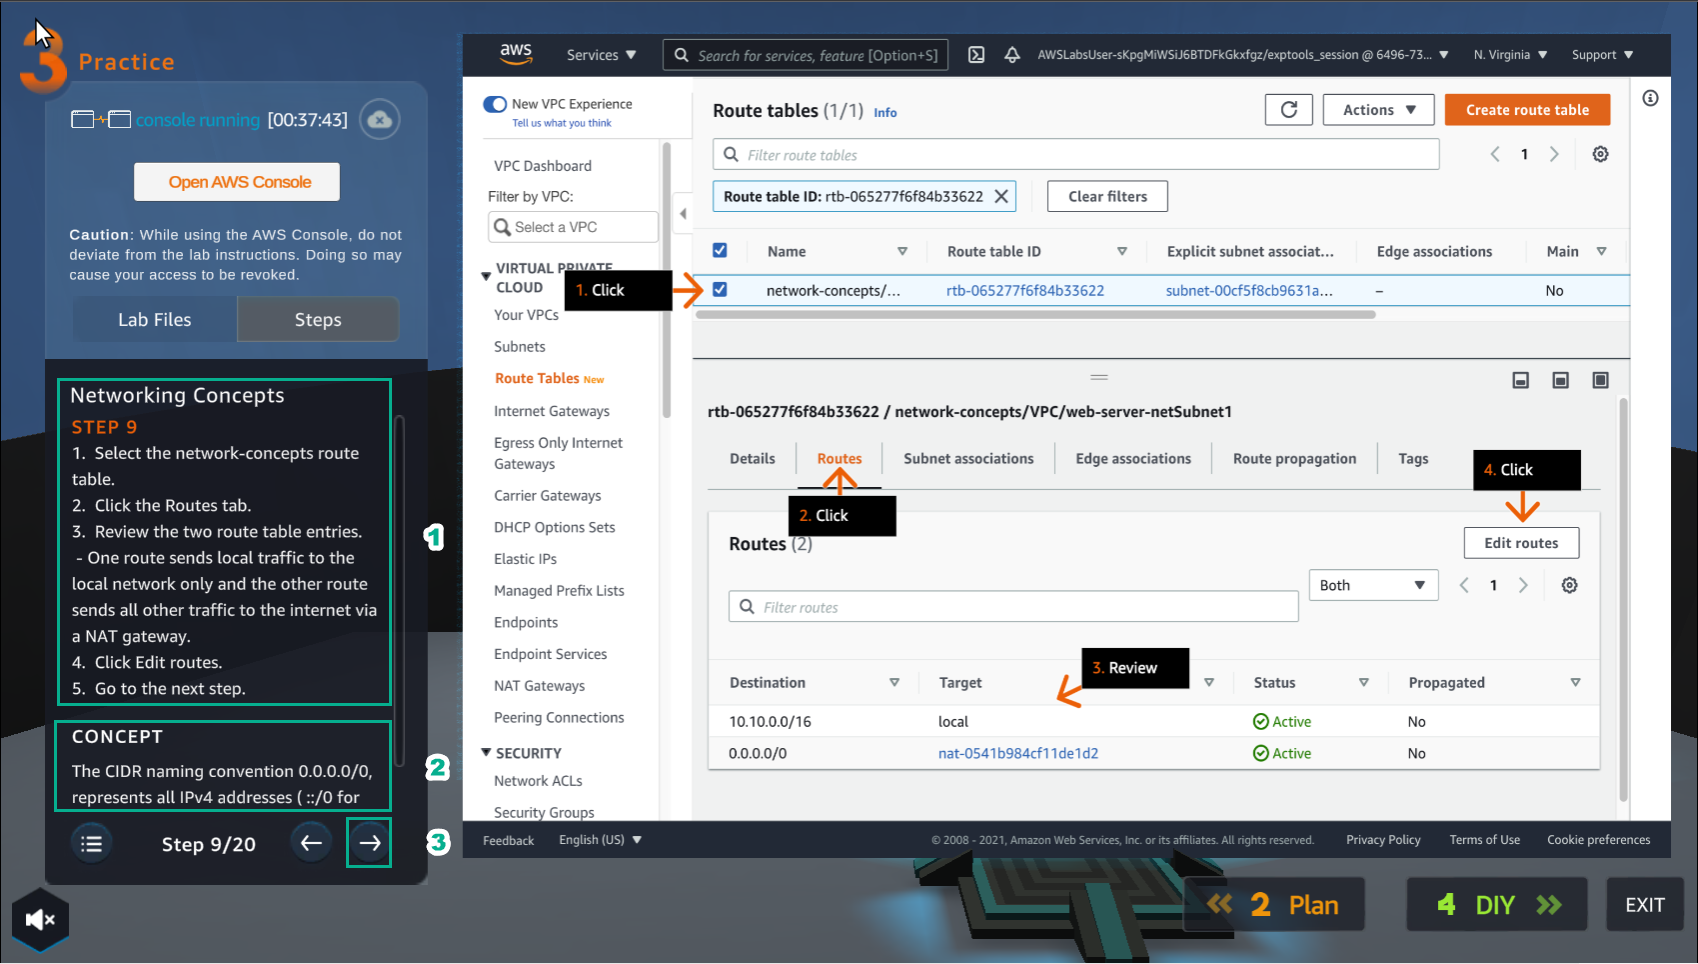 3 Practice
console running [00:37:43]
Open AWS Console
Caution: While using the AWS Console, do not
deviate from the lab instructions. Doing so may
cause your access to be revoked.
Lab Files
Steps
Networking Concepts
STEP 9
1. Select the network-concepts route
table.
2. Click the Routes tab.
3. Review the two route table entries.
- One route sends local traffic to the
local network only and the other route
sends all other traffic to the internet via
a NAT gateway.
4. Click Edit routes.
5. Go to the next step.
1
CONCEPT
The CIDR naming convention 0.0.0.0/0,
represents all IPv4 addresses ( ::/0 for
2
Step 9/20
3
aws
Services
Search for services, feature [Option+S]
AWSLabsUser-sKpgMiWSiJ6BTDFkGkxfgz/exptools_session @ 6496-73...
N. Virginia
Support
New VPC Experience
Tell us what you think
VPC Dashboard
Filter by VPC:
Select a VPC
VIRTUAL PRIVATE
CLOUD
Your VPCs
Subnets
Route Tables New
Internet Gateways
Egress Only Internet
Gateways
Carrier Gateways
DHCP Option Sets
Elastic IPs
Managed Prefix Lists
Endpoints
Endpoint Services
NAT Gateways
Peering Connections
SECURITY
Network ACLs
Security Groups
Route tables (1/1) Info
Actions
Create route table
Filter route tables
1
Route table ID: rtb-065277f6f84b33622
Clear filters
Name
Route table ID
Explicit subnet associat...
Edge associations
Main
1. Click
network-concepts/...
rtb-065277f6f84b33622
subnet-00cf5f8cb9631a...
–
No
rtb-065277f6f84b33622 / network-concepts/VPC/web-server-netSubnet1
Details
Routes
Subnet associations
Edge associations
Route propagation
Tags
4. Click
2. Click
Routes (2)
Edit routes
Filter routes
Both
1
3. Review
Destination
Target
Status
Propagated
10.10.0.0/16
local
Active
No
0.0.0.0/0
nat-0541b984cf11de1d2
Active
No
Feedback
English (US)
© 2008 - 2021, Amazon Web Services, Inc. or its affiliates. All rights reserved.
Privacy Policy
Terms of Use
Cookie preferences
2 Plan
4 DIY
EXIT